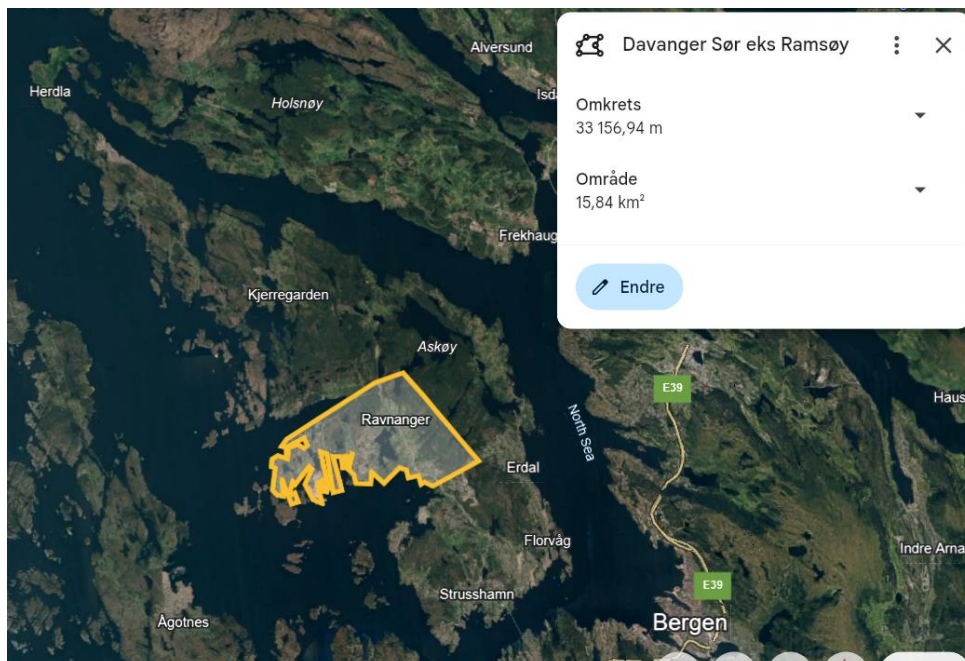 Davanger Sør eks Ramsøy
Omkrets
33 156,94 m
Område
15,84 km²
Endre
Alversund
Herdla
Holsnøy
Isd
Frekhaug
Kjerregarden
Askøy
E39
Haus
Ravnanger
North Sea
Erdal
Florvåg
Indre Arna
E39
Strusshamn
Ågotnes
Bergen